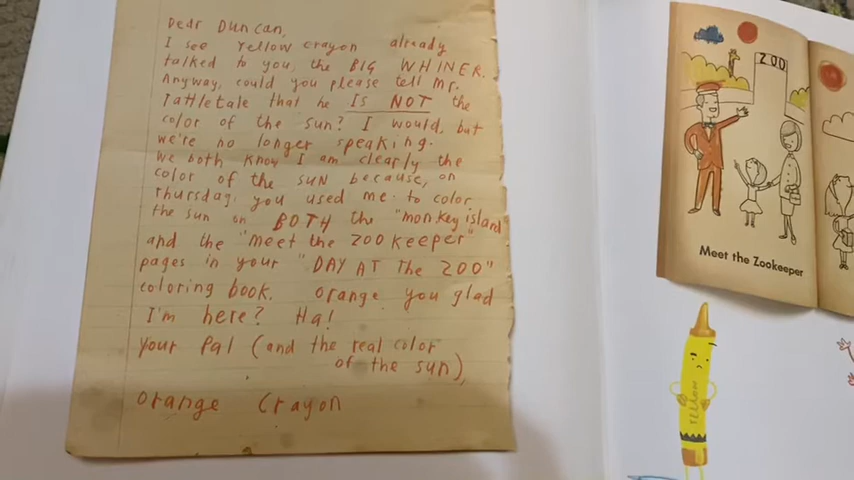 Dear Duncan,
I see Yellow crayon already
talked to you, the BIG WHINER.
Anyway, could you please tell Mr.
Tattletale that he IS NOT the
color of the sun? I would, but
we're no longer speaking.
We both know I am clearly the
color of the SUN because, on
Thursday, you used me to color
the sun on BOTH the "monkey island"
and the "meet the ZOO KEEPER"
pages in your "DAY AT The ZOO"
coloring book. Orange you glad
I'm here? Ha!
Your Pal (and the real color
of the sun),
Orange Crayon
ZOO
Meet the Zookeeper
YELLOW